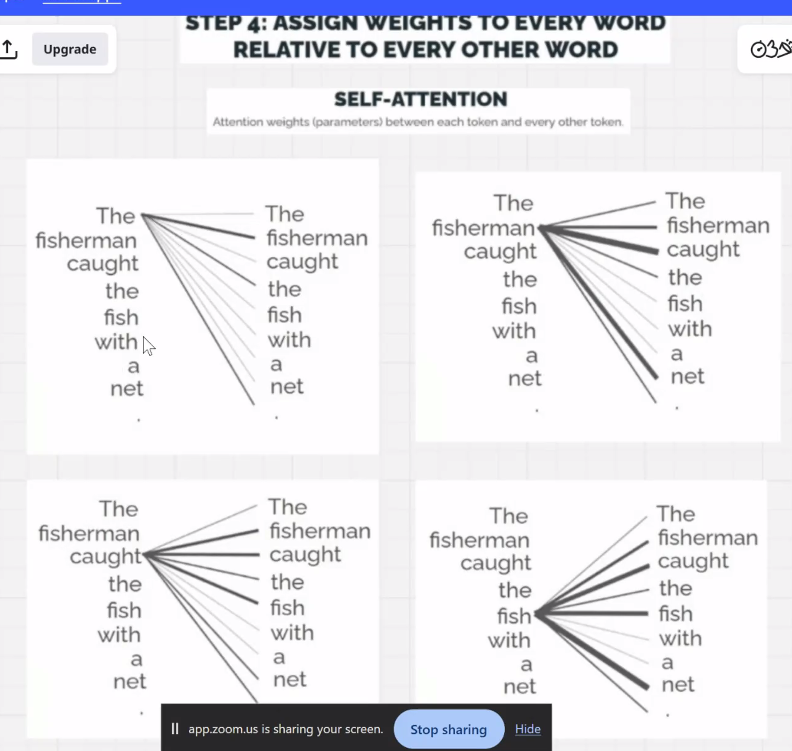 Upgrade
STEP 4: ASSIGN WEIGHTS TO EVERY WORD
RELATIVE TO EVERY OTHER WORD
SELF-ATTENTION
Attention weights (parameters) between each token and every other token.
The The
fisherman fisherman
caught caught
the the
fish fish
with with
a a
net net
. .
The The
fisherman fisherman
caught caught
the the
fish fish
with with
a a
net net
. .
The The
fisherman fisherman
caught caught
the the
fish fish
with with
a a
net net
.
The The
fisherman fisherman
caught caught
the the
fish fish
with with
a a
net net
.
app.zoom.us is sharing your screen.
Stop sharing
Hide